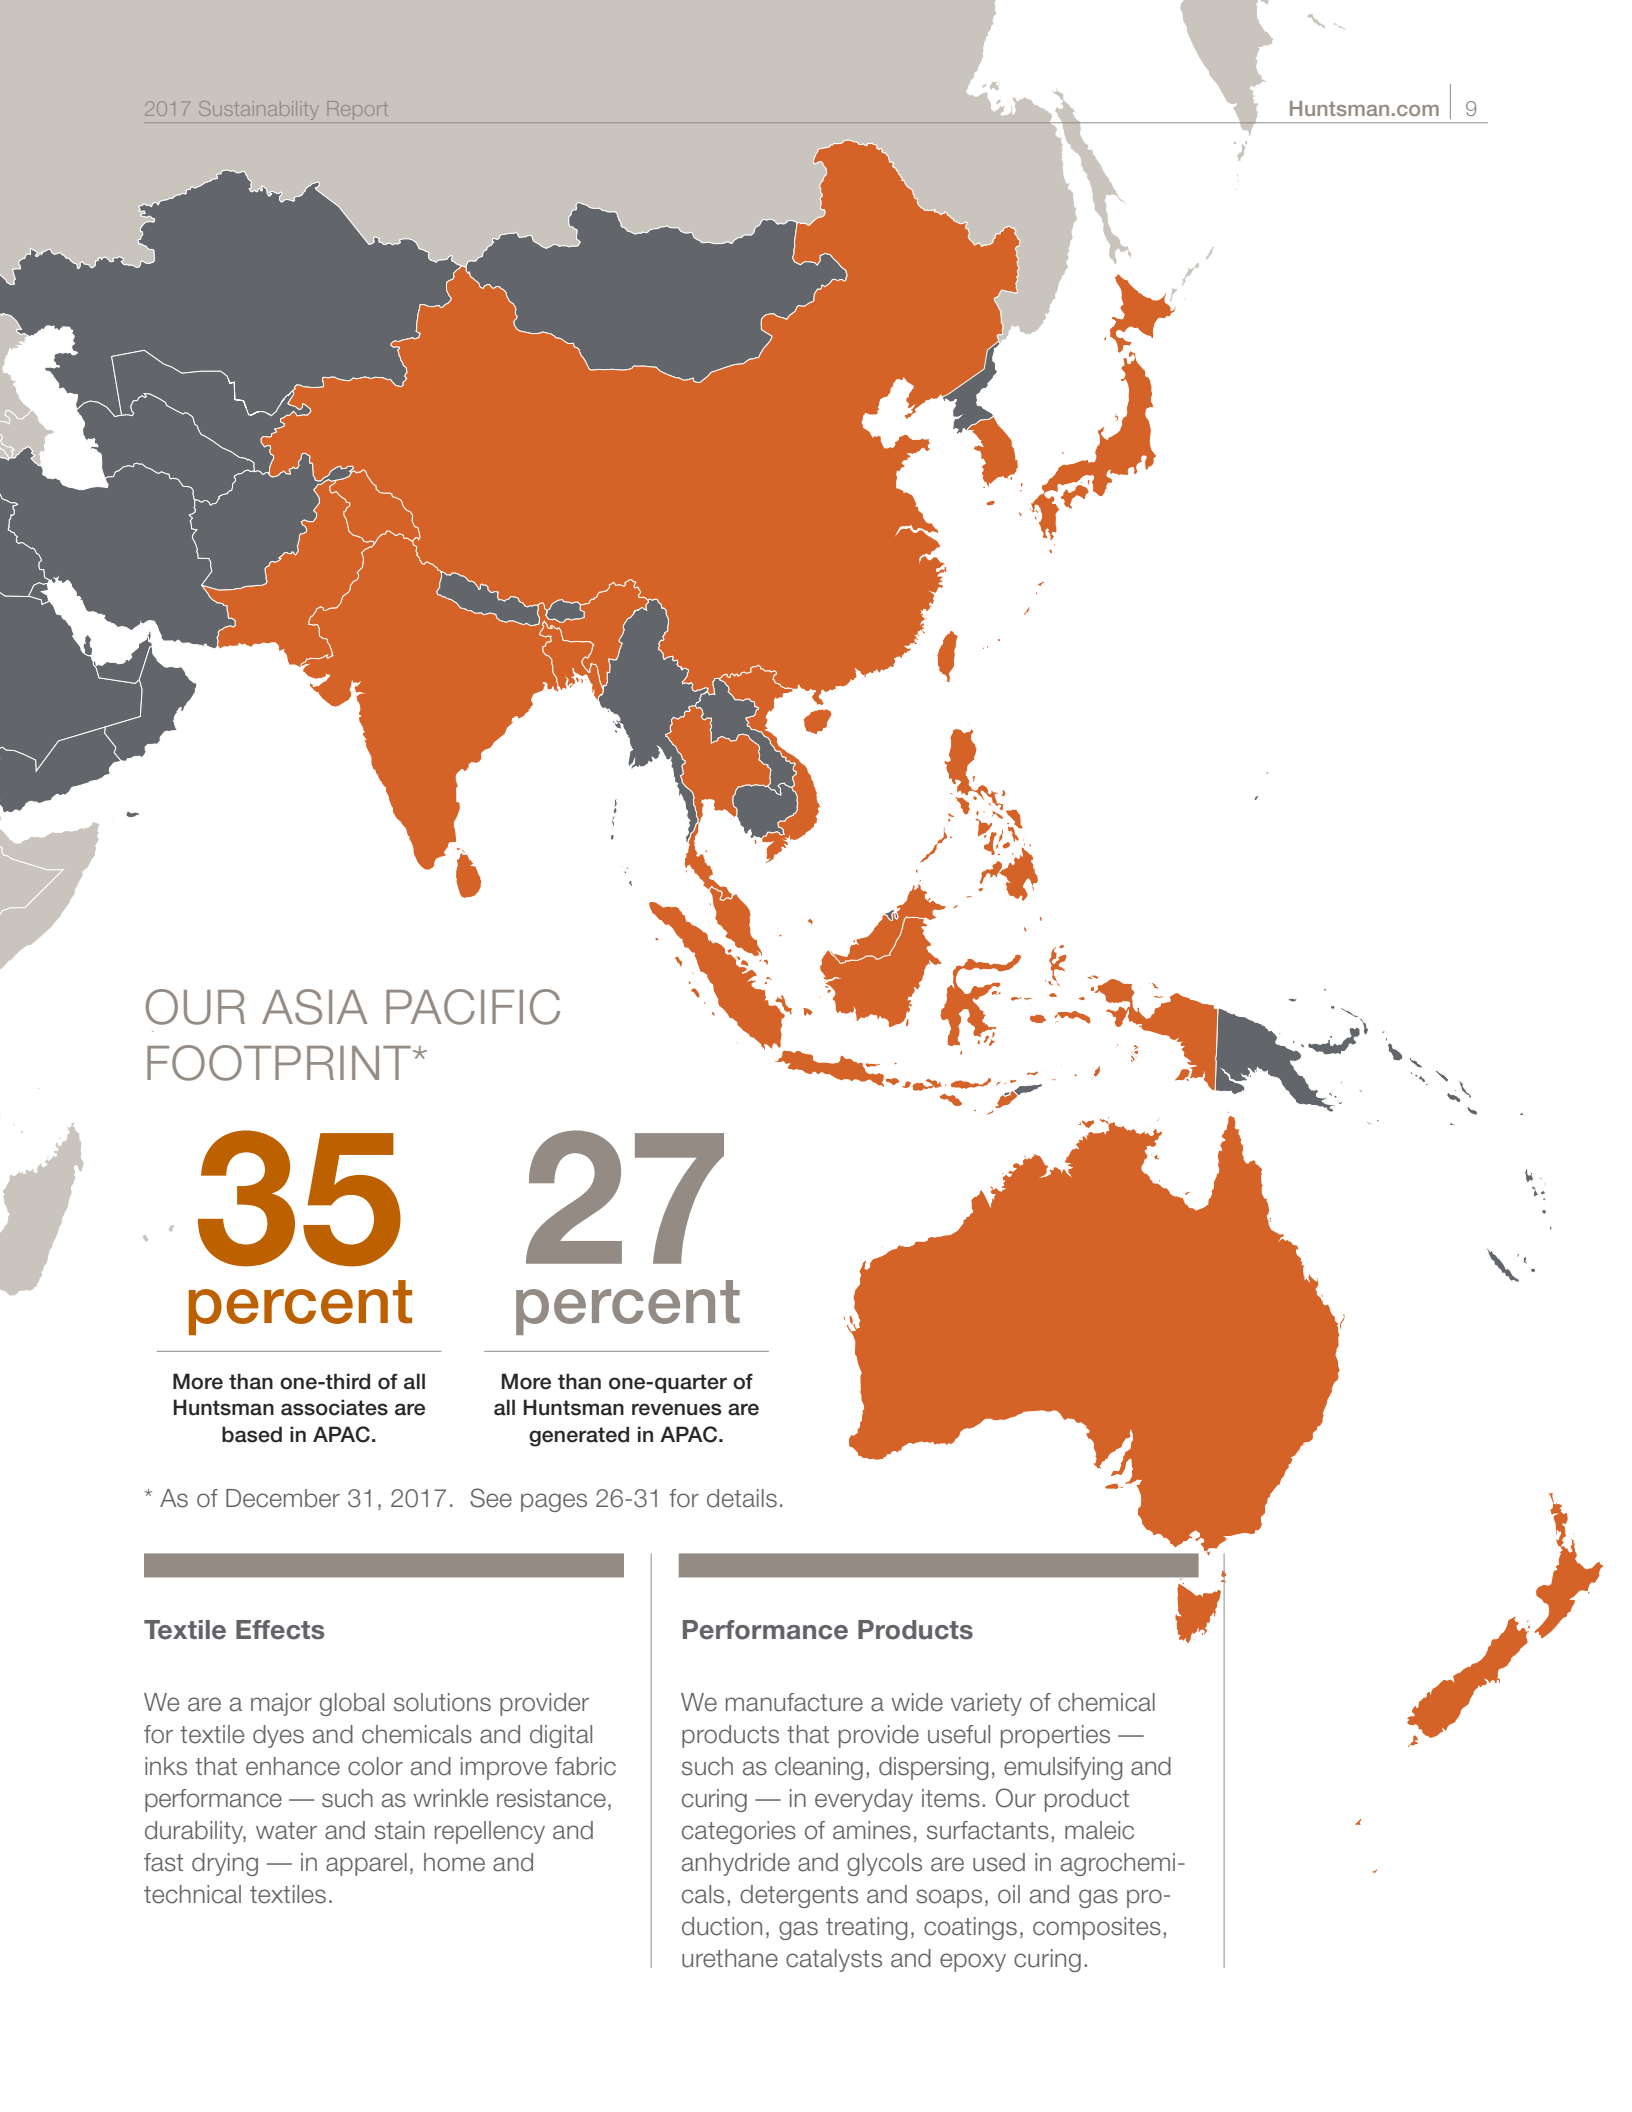 2017 Sustainability Report
Huntsman.com 9
OUR ASIA PACIFIC
FOOTPRINT*
35
percent
More than one-third of all
Huntsman associates are
based in APAC.
27
percent
More than one-quarter of
all Huntsman revenues are
generated in APAC.
* As of December 31, 2017. See pages 26-31 for details.
Textile Effects
We are a major global solutions provider
for textile dyes and chemicals and digital
inks that enhance color and improve fabric
performance — such as wrinkle resistance,
durability, water and stain repellency and
fast drying — in apparel, home and
technical textiles.
Performance Products
We manufacture a wide variety of chemical
products that provide useful properties —
such as cleaning, dispersing, emulsifying and
curing — in everyday items. Our product
categories of amines, surfactants, maleic
anhydride and glycols are used in agrochemi-
cals, detergents and soaps, oil and gas pro-
duction, gas treating, coatings, composites,
urethane catalysts and epoxy curing.